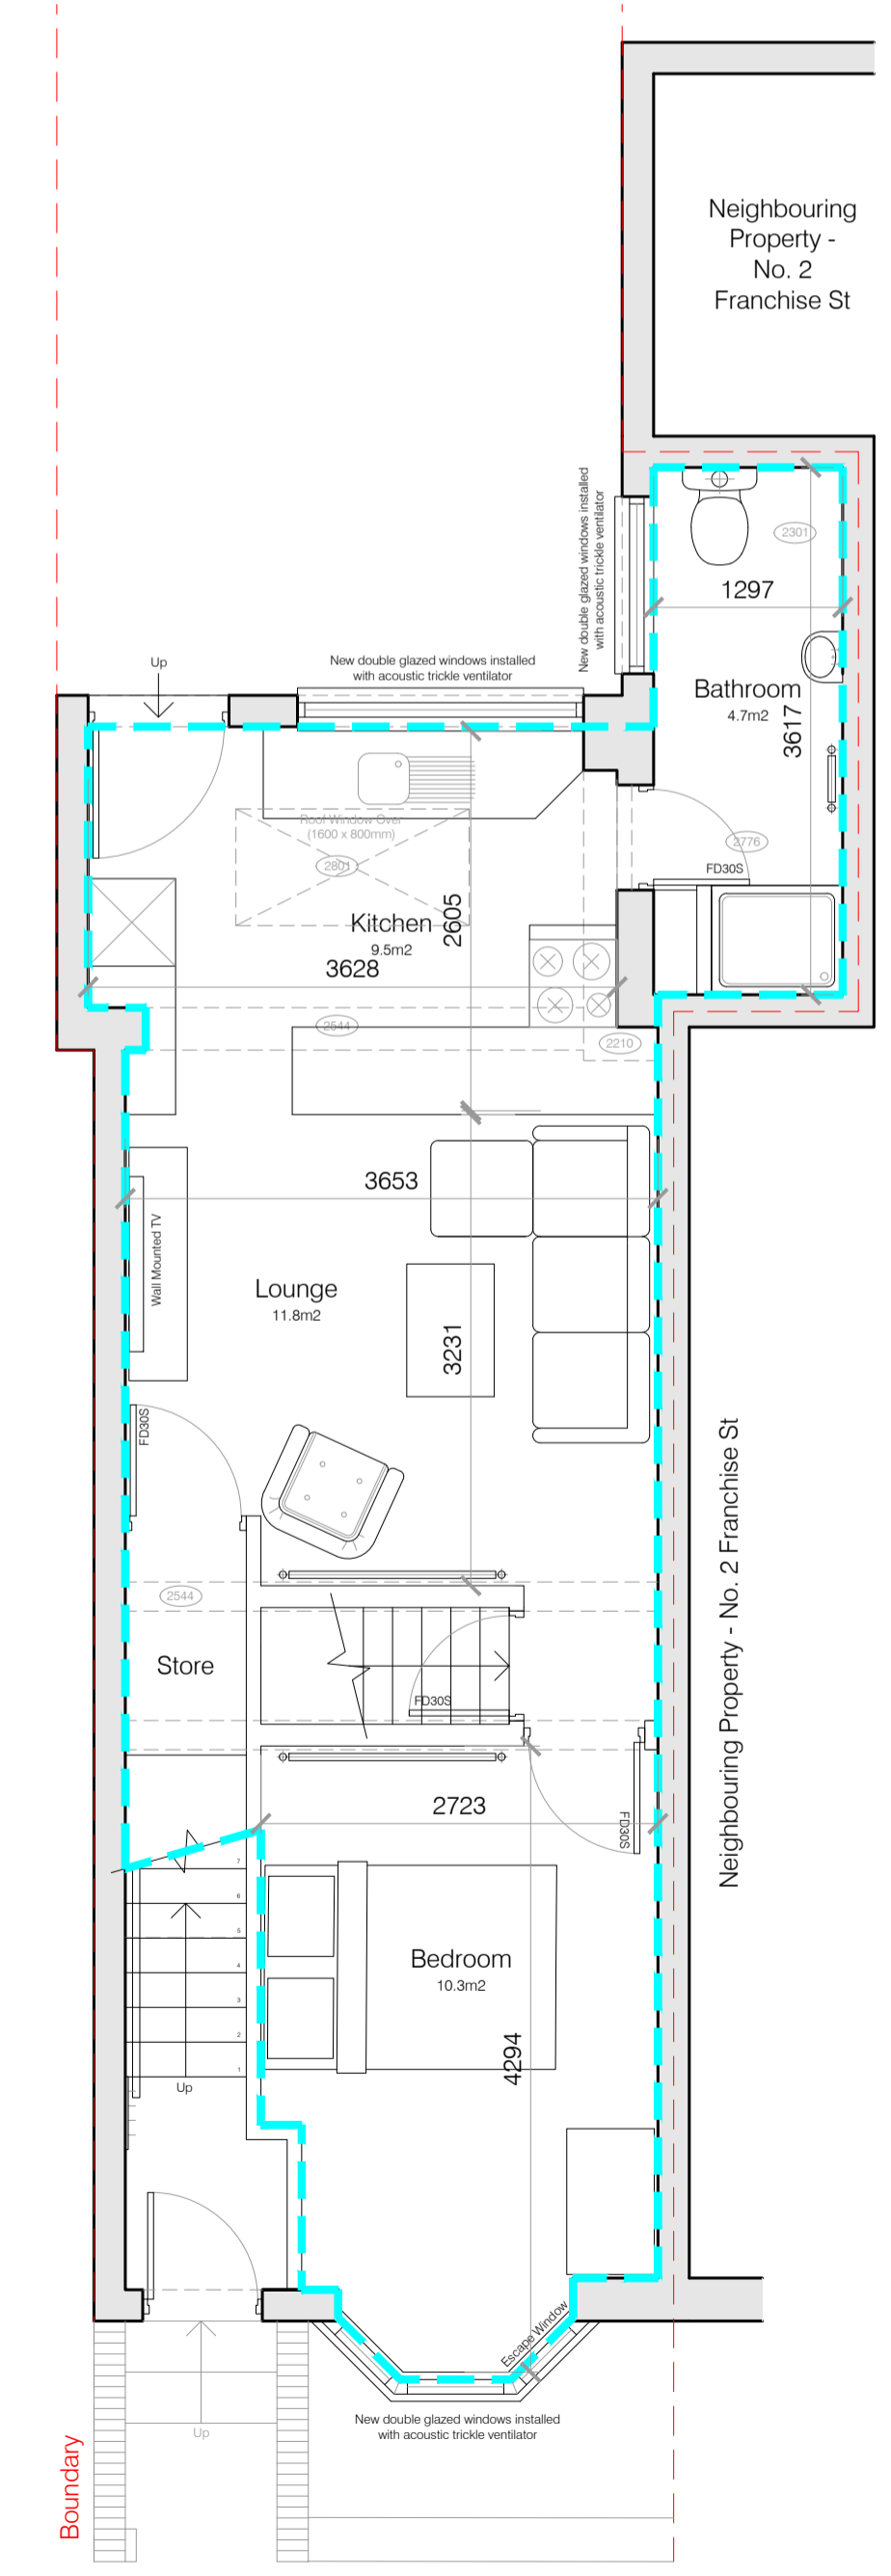 Neighbouring
Property -
No. 2
Franchise St
New double glazed windows installed
with acoustic trickle ventilator
2301
1297
Up
New double glazed windows installed
with acoustic trickle ventilator
Bathroom
4.7m2
3617
Roof Window Over
(1600 x 800mm)
2801
2776
FD30S
Kitchen
9.5m2
2605
3628
2544
2210
3653
Wall Mounted TV
Lounge
11.8m2
3231
FD30S
2544
Store
FD30S
Neighbouring Property - No. 2 Franchise St
2723
FD30S
7
6
5
4
3
2
1
Up
Bedroom
10.3m2
4294
Escape Window
New double glazed windows installed
with acoustic trickle ventilator
Up
Boundary